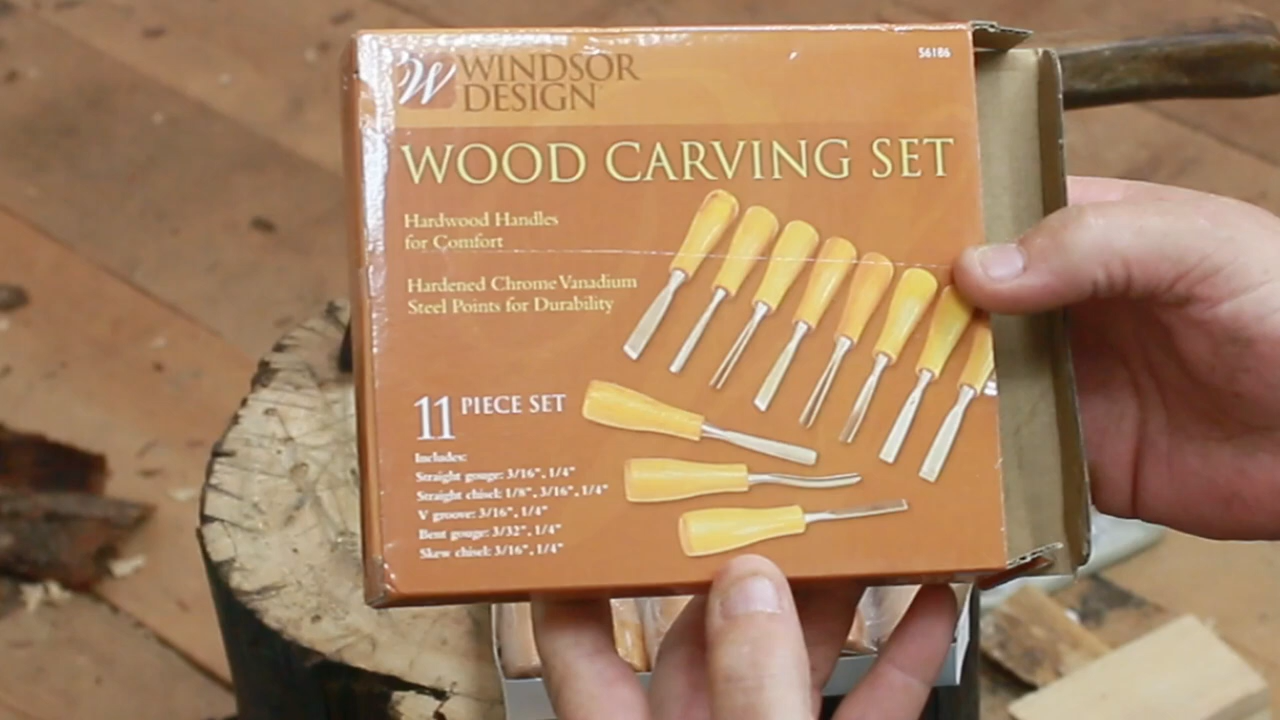 W WINDSOR
DESIGN
56186
WOOD CARVING SET
Hardwood Handles
for Comfort
Hardened Chrome Vanadium
Steel Points for Durability
11 PIECE SET
Includes:
Straight gouge: 3/16", 1/4"
Straight chisel: 1/8", 3/16", 1/4"
V groove: 3/16", 1/4"
Bent gouge: 3/32", 1/4"
Skew chisel: 3/16", 1/4"